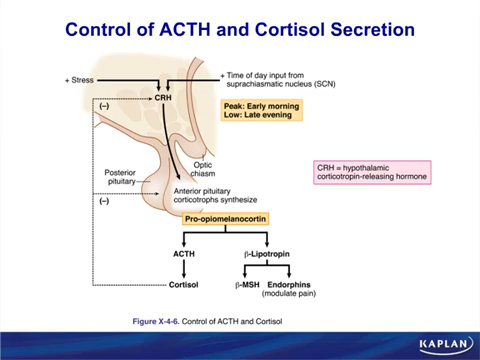 Control of ACTH and Cortisol Secretion
+ Stress
+ Time of day input from
suprachiasmatic nucleus (SCN)
CRH
(–)
Peak: Early morning
Low: Late evening
Optic
chiasm
CRH = hypothalamic
corticotropin-releasing hormone
Posterior
pituitary
(–)
Anterior pituitary
corticotrophs synthesize
Pro-opiomelanocortin
ACTH
β-Lipotropin
Cortisol
β-MSH
Endorphins
(modulate pain)
Figure X-4-6. Control of ACTH and Cortisol
KAPLAN